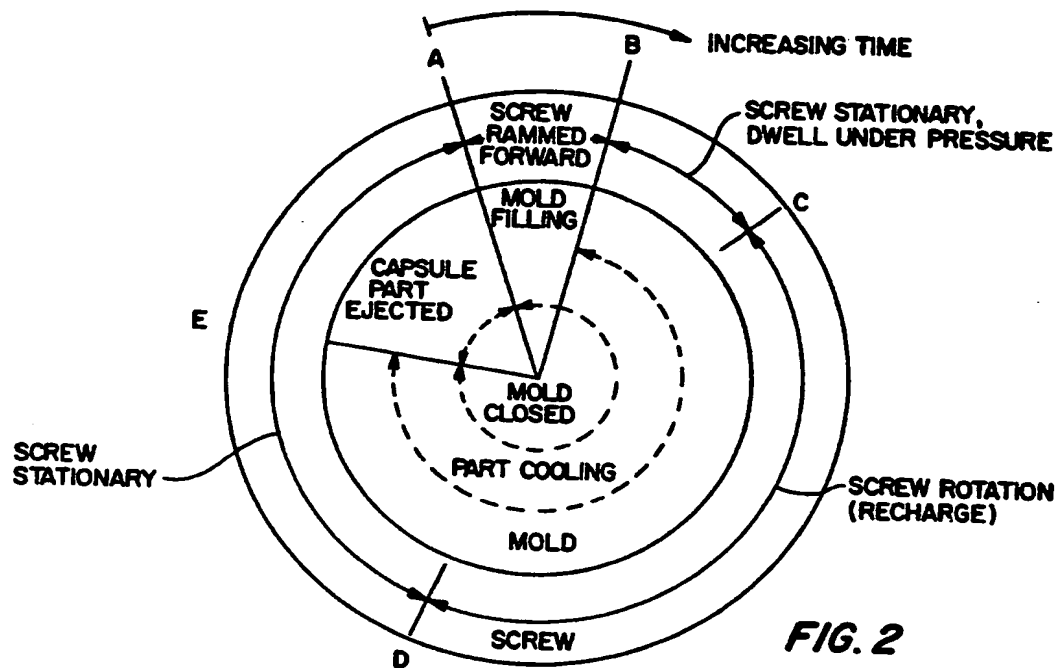 INCREASING TIME
A
B
SCREW
RAMMED
FORWARD
SCREW STATIONARY,
DWELL UNDER PRESSURE
C
MOLD
FILLING
CAPSULE
PART
EJECTED
E
MOLD
CLOSED
SCREW
STATIONARY
PART COOLING
SCREW ROTATION
(RECHARGE)
MOLD
SCREW
D
FIG. 2